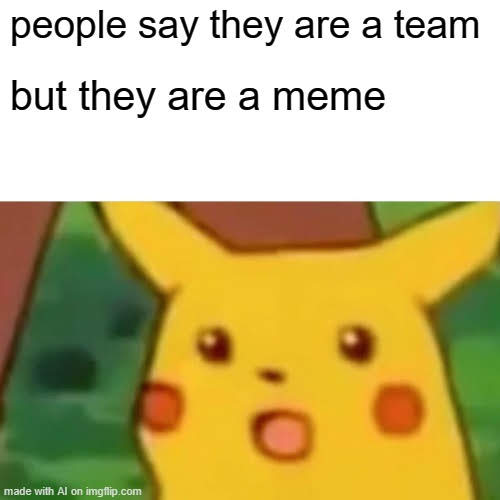 people say they are a team
but they are a meme
made with AI on imgflip.com